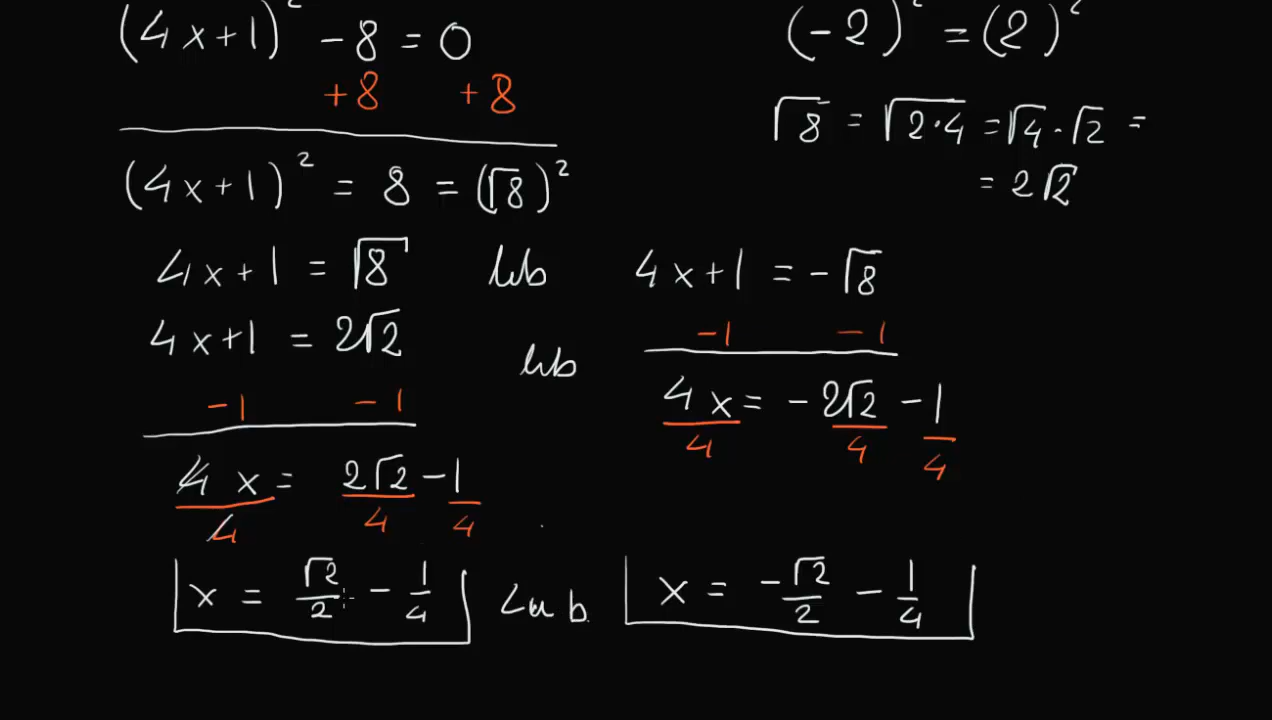 (4x+1)² -8 = 0
+8 +8
(4x+1)² = 8 = (√8)²
4x+1 = √8 lub 4x+1 = -√8
4x+1 = 2√2 lub
-1 -1
4x = 2√2 -1
4 4 4
x = √2/2 - 1/4 Lub x = -√2/2 - 1/4
-1 -1
4x = -2√2 -1
4 4 4
(-2)² = (2)²
√8 = √2·4 = √4 · √2 =
= 2√2